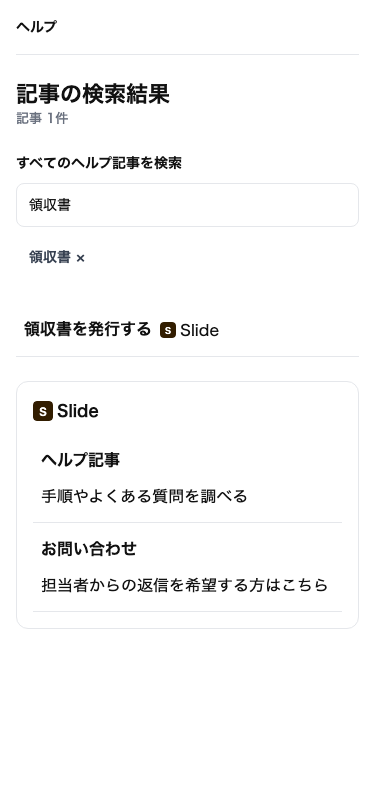 ヘルプ
記事の検索結果
記事 1件
すべてのヘルプ記事を検索
領収書
領収書 ×
領収書を発行する S Slide
S Slide
ヘルプ記事
手順やよくある質問を調べる
お問い合わせ
担当者からの返信を希望する方はこちら